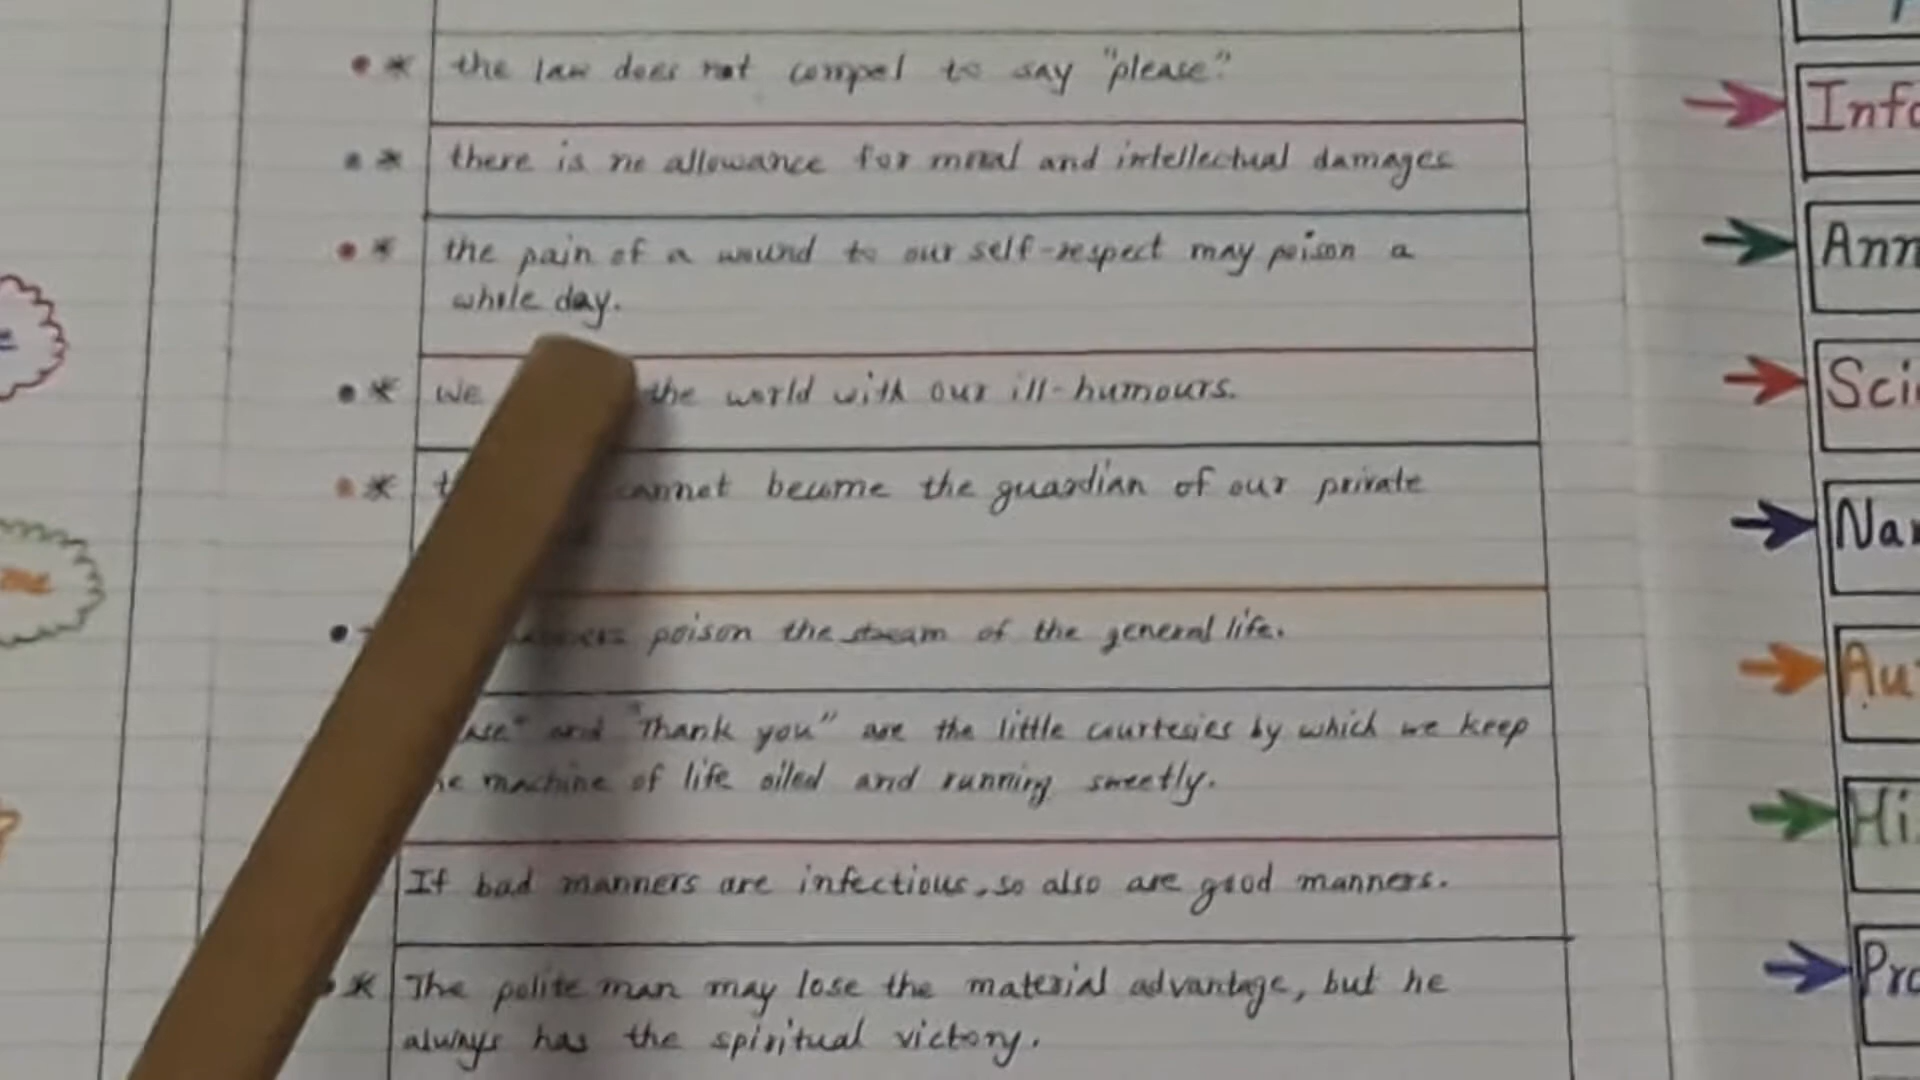 the law does not compel to say "please".
there is no allowance for moral and intellectual damages
the pain of a wound to our self-respect may poison a
whole day.
We the world with our ill-humours.
cannot become the guardian of our private
poison the stream of the general life.
and "Thank you" are the little courtesies by which we keep
machine of life oiled and running sweetly.
If bad manners are infectious, so also are good manners.
The polite man may lose the material advantage, but he
always has the spiritual victory.
Info
Ann
Sci
Na
Au
Hi
Pro